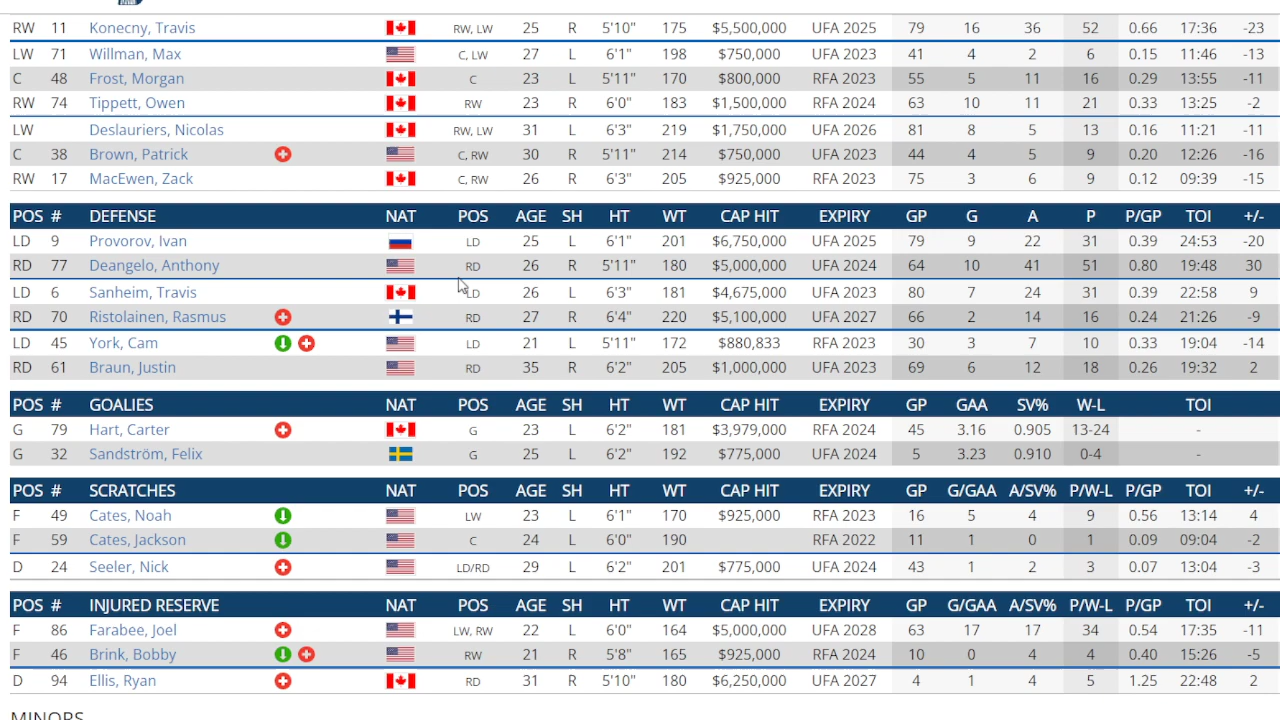 RW 11 Konecny, Travis RW, LW 25 R 5'10" 175 $5,500,000 UFA 2025 79 16 36 52 0.66 17:36 -23
LW 71 Willman, Max C, LW 27 L 6'1" 198 $750,000 UFA 2023 41 4 2 6 0.15 11:46 -13
C 48 Frost, Morgan C 23 L 5'11" 170 $800,000 RFA 2023 55 5 11 16 0.29 13:55 -11
RW 74 Tippett, Owen RW 23 R 6'0" 183 $1,500,000 RFA 2024 63 10 11 21 0.33 13:25 -2
LW Deslauriers, Nicolas RW, LW 31 L 6'3" 219 $1,750,000 UFA 2026 81 8 5 13 0.16 11:21 -11
C 38 Brown, Patrick C, RW 30 R 5'11" 214 $750,000 UFA 2023 44 4 5 9 0.20 12:26 -16
RW 17 MacEwen, Zack C, RW 26 R 6'3" 205 $925,000 RFA 2023 75 3 6 9 0.12 09:39 -15
POS # DEFENSE NAT POS AGE SH HT WT CAP HIT EXPIRY GP G A P P/GP TOI +/-
LD 9 Provorov, Ivan LD 25 L 6'1" 201 $6,750,000 UFA 2025 79 9 22 31 0.39 24:53 -20
RD 77 Deangelo, Anthony RD 26 R 5'11" 180 $5,000,000 UFA 2024 64 10 41 51 0.80 19:48 30
LD 6 Sanheim, Travis LD 26 L 6'3" 181 $4,675,000 UFA 2023 80 7 24 31 0.39 22:58 9
RD 70 Ristolainen, Rasmus RD 27 R 6'4" 220 $5,100,000 UFA 2027 66 2 14 16 0.24 21:26 -9
LD 45 York, Cam LD 21 L 5'11" 172 $880,833 RFA 2023 30 3 7 10 0.33 19:04 -14
RD 61 Braun, Justin RD 35 R 6'2" 205 $1,000,000 UFA 2023 69 6 12 18 0.26 19:32 2
POS # GOALIES NAT POS AGE SH HT WT CAP HIT EXPIRY GP GAA SV% W-L TOI
G 79 Hart, Carter G 23 L 6'2" 181 $3,979,000 RFA 2024 45 3.16 0.905 13-24 -
G 32 Sandström, Felix G 25 L 6'2" 192 $775,000 UFA 2024 5 3.23 0.910 0-4 -
POS # SCRATCHES NAT POS AGE SH HT WT CAP HIT EXPIRY GP G/GAA A/SV% P/W-L P/GP TOI +/-
F 49 Cates, Noah LW 23 L 6'1" 170 $925,000 RFA 2023 16 5 4 9 0.56 13:14 4
F 59 Cates, Jackson C 24 L 6'0" 190 RFA 2022 11 1 0 1 0.09 09:04 -2
D 24 Seeler, Nick LD/RD 29 L 6'2" 201 $775,000 UFA 2024 43 1 2 3 0.07 13:04 -3
POS # INJURED RESERVE NAT POS AGE SH HT WT CAP HIT EXPIRY GP G/GAA A/SV% P/W-L P/GP TOI +/-
F 86 Farabee, Joel LW, RW 22 L 6'0" 164 $5,000,000 UFA 2028 63 17 17 34 0.54 17:35 -11
F 46 Brink, Bobby RW 21 R 5'8" 165 $925,000 RFA 2024 10 0 4 4 0.40 15:26 -5
D 94 Ellis, Ryan RD 31 R 5'10" 180 $6,250,000 UFA 2027 4 1 4 5 1.25 22:48 2
MINORS